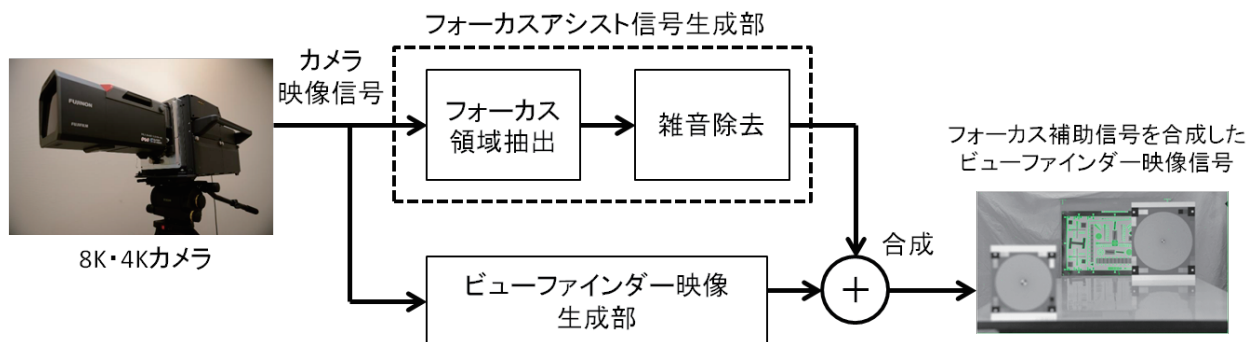 フォーカスアシスト信号生成部
カメラ
映像信号
フォーカス
領域抽出
雑音除去
フォーカス補助信号を合成した
ビューファインダー映像信号
FUJINON
8K・4Kカメラ
合成
ビューファインダー映像
生成部
+